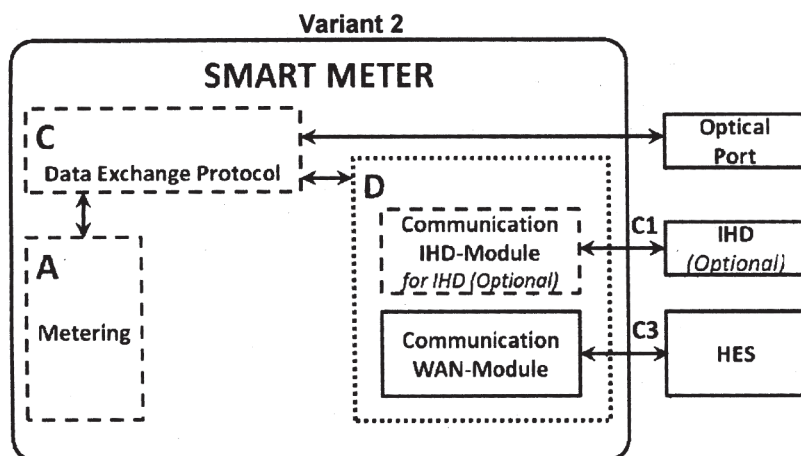 Variant 2
SMART METER
C
Data Exchange Protocol
Optical
Port
D
Communication
IHD-Module
for IHD (Optional)
C1
IHD
(Optional)
A
Metering
Communication
WAN-Module
C3
HES